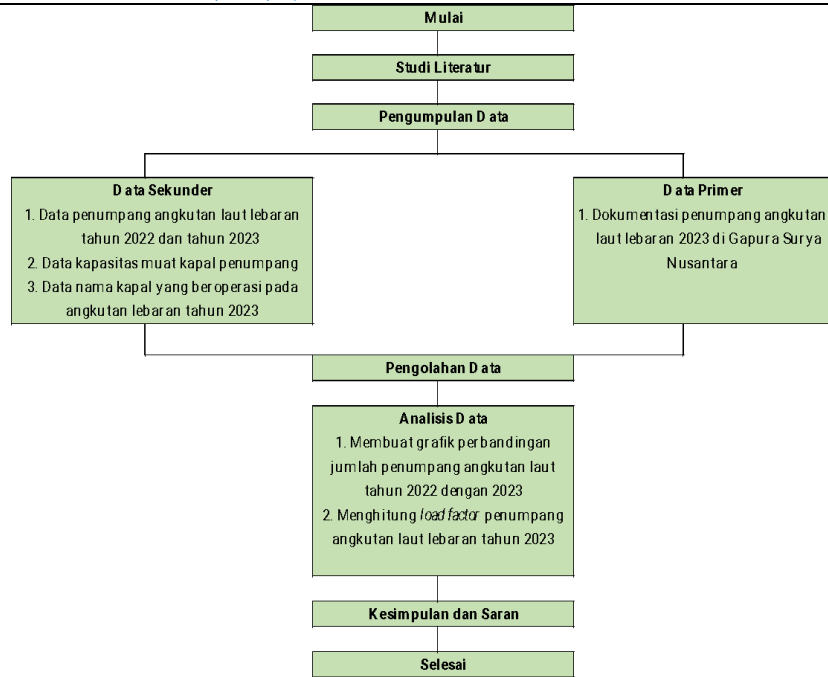 Mulai
Studi Literatur
Pengumpulan Data
Data Sekunder
1. Data penumpang angkutan laut lebaran
tahun 2022 dan tahun 2023
2. Data kapasitas muat kapal penumpang
3. Data nama kapal yang beroperasi pada
angkutan lebaran tahun 2023
Data Primer
1. Dokumentasi penumpang angkutan
laut lebaran 2023 di Gapura Surya
Nusantara
Pengolahan Data
Analisis Data
1. Membuat grafik perbandingan
jumlah penumpang angkutan laut
tahun 2022 dengan 2023
2. Menghitung load factor penumpang
angkutan laut lebaran tahun 2023
Kesimpulan dan Saran
Selesai